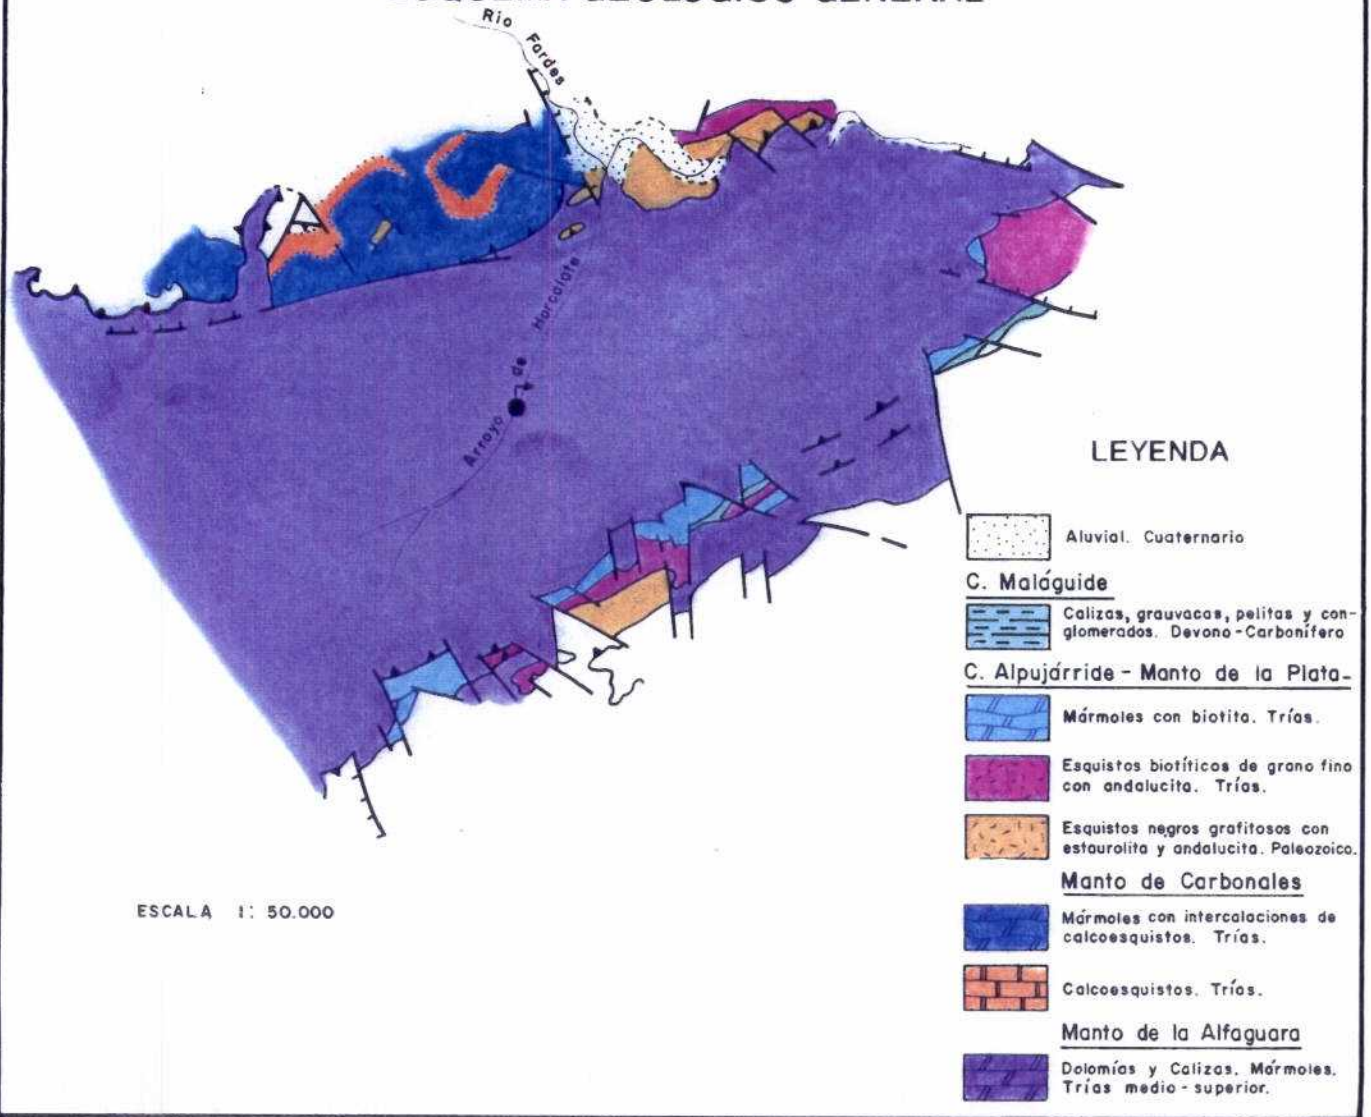 Rio Fardes
Arroyo de Horcalate
LEYENDA
Aluvial. Cuaternario
C. Maláguide
Calizas, grauvacas, pelitas y con-
glomerados. Devono-Carbonífero
C. Alpujárride - Manto de la Plata-
Mármoles con biotita. Trías.
Esquistos biotíticos de grano fino
con andalucita. Trías.
Esquistos negros grafitosos con
estaurolita y andalucita. Paleozoico.
Manto de Carbonales
Mármoles con intercalaciones de
calcoesquistos. Trías.
Calcoesquistos. Trías.
Manto de la Alfaguara
Dolomías y Calizas. Mármoles.
Trías medio-superior.
ESCALA 1: 50.000